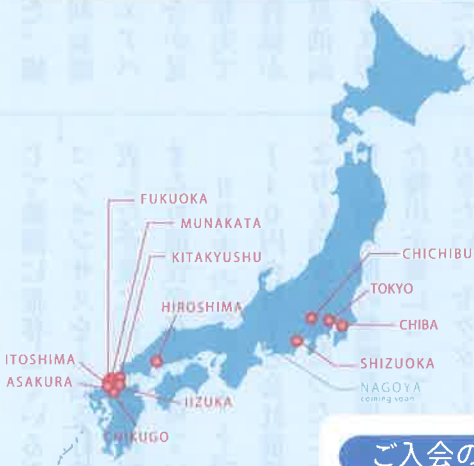 FUKUOKA
MUNAKATA
KITAKYUSHU
HIROSHIMA
ITOSHIMA
ASAKURA
IIZUKA
CHIKUGO
CHICHIBU
TOKYO
CHIBA
SHIZUOKA
NAGOYA
coming soon
ご入会の